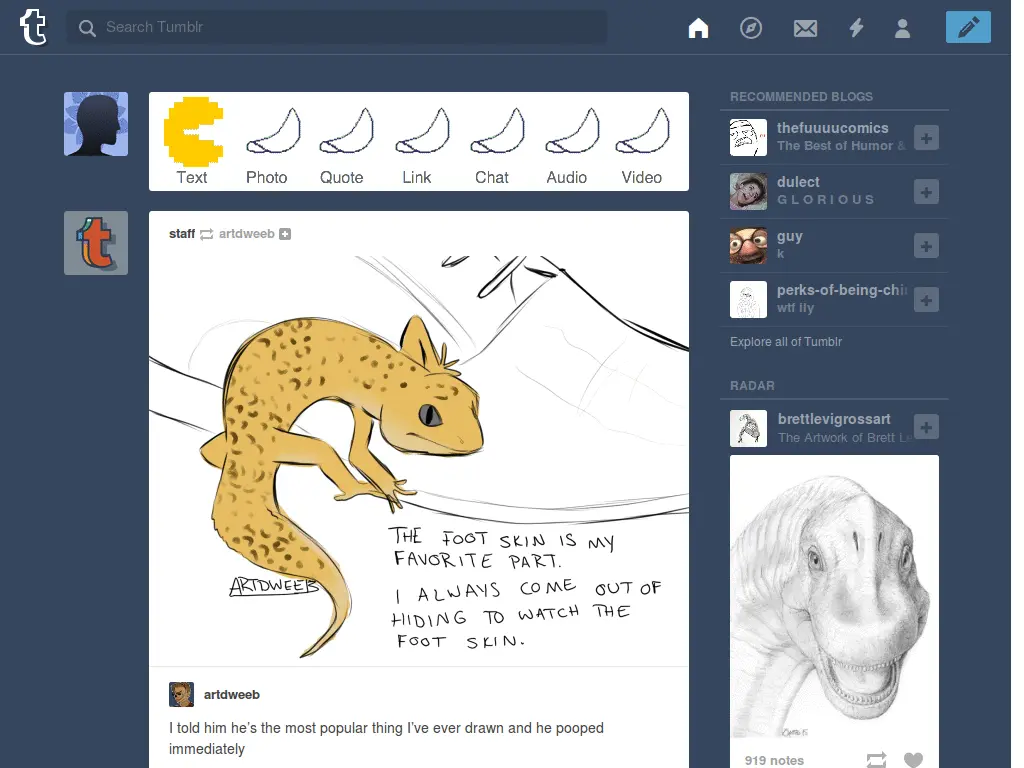 Search Tumblr
Text Photo Quote Link Chat Audio Video
staff artdweeb
THE FOOT SKIN IS MY
FAVORITE PART.
I ALWAYS COME OUT OF
HIDING TO WATCH THE
FOOT SKIN.
ARTDWEEB
artdweeb
I told him he's the most popular thing I've ever drawn and he pooped
immediately
RECOMMENDED BLOGS
thefuuuucomics
The Best of Humor &
dulect
G L O R I O U S
guy
k
perks-of-being-chi
wtf
Explore all of Tumblr
RADAR
brettlevigrossart
The Artwork of Brett Le
919 notes